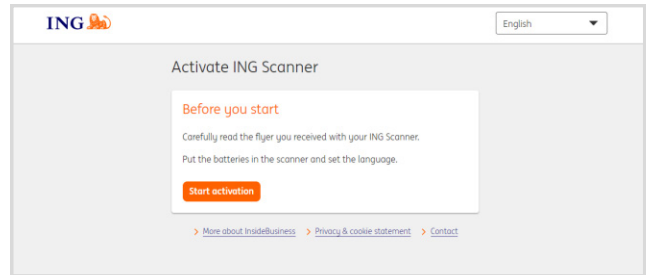 ING
English
Activate ING Scanner
Before you start
Carefully read the flyer you received with your ING Scanner.
Put the batteries in the scanner and set the language.
Start activation
More about InsideBusiness Privacy & cookie statement Contact